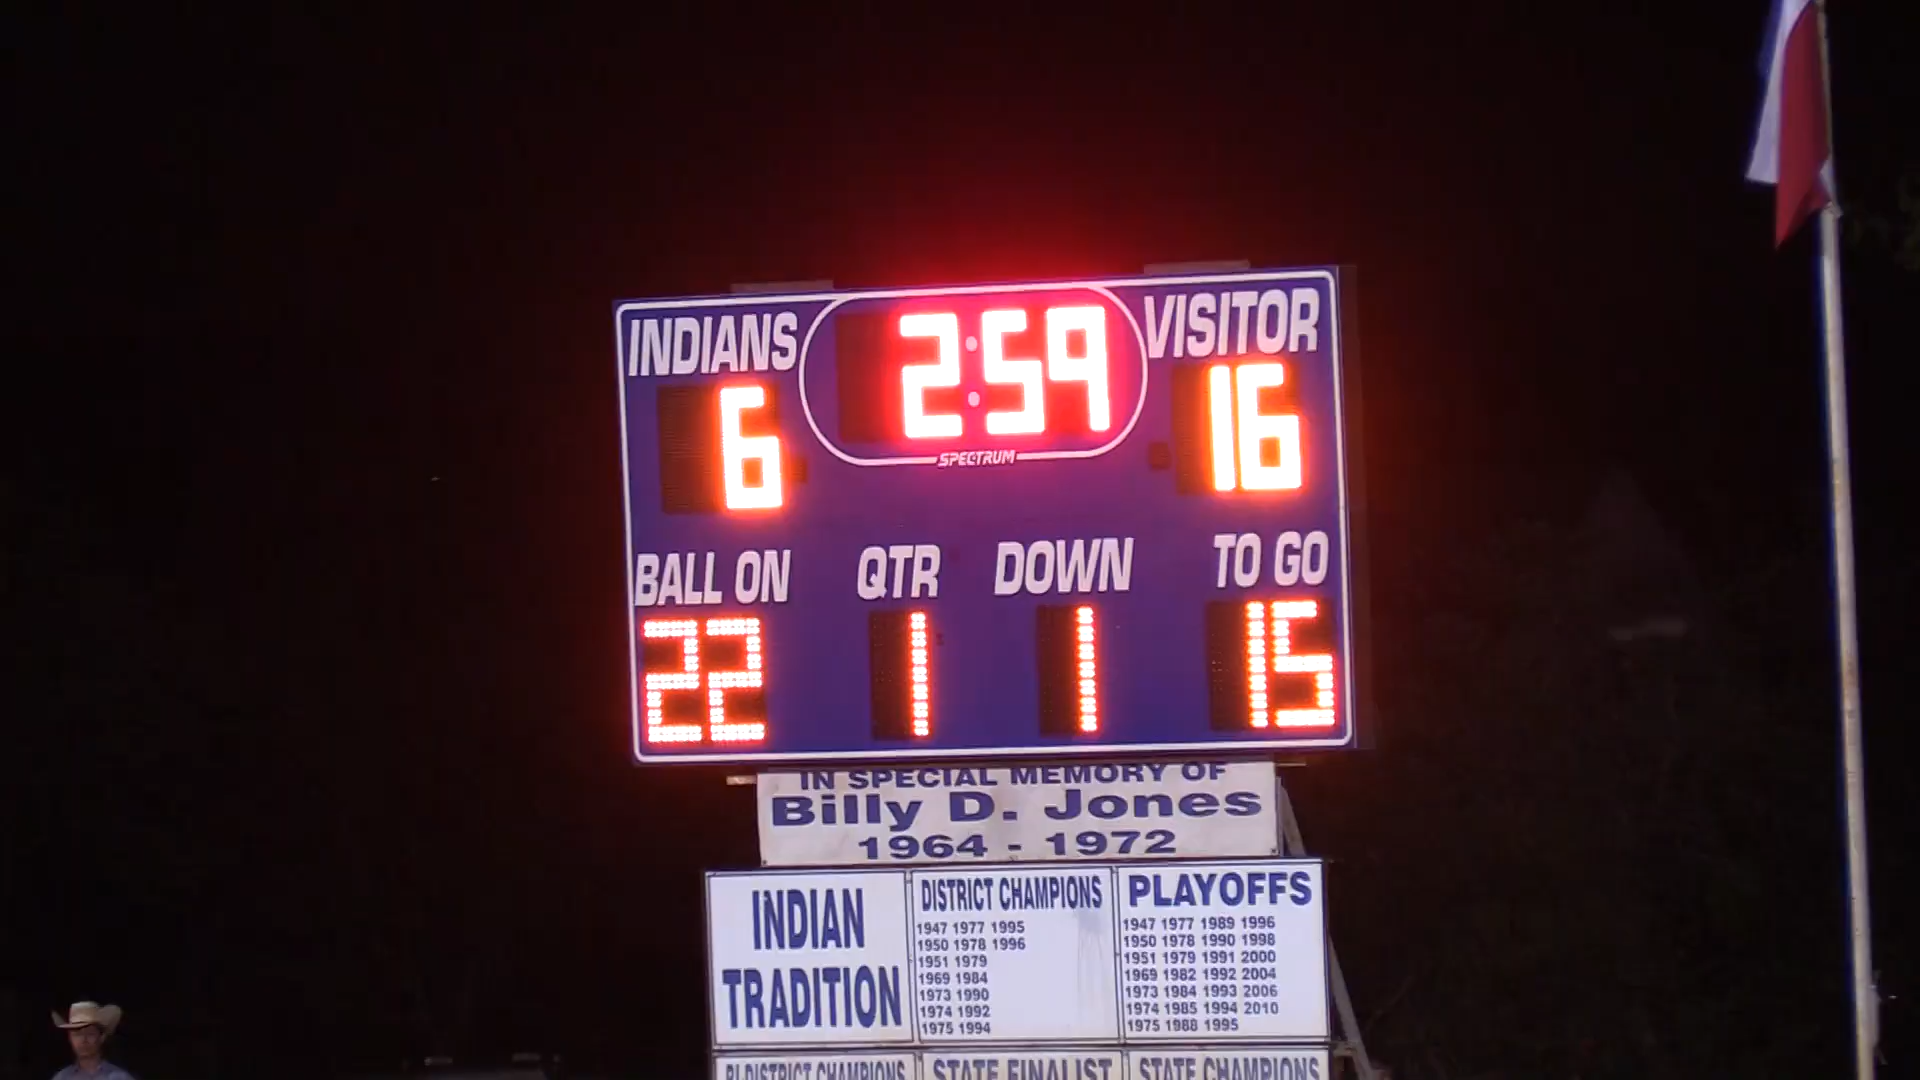 INDIANS 2:59 VISITOR
6 16
SPECTRUM
BALL ON QTR DOWN TO GO
22 1 1 15
IN SPECIAL MEMORY OF
Billy D. Jones
1964 - 1972
INDIAN
TRADITION
DISTRICT CHAMPIONS
1947 1977 1995
1950 1978 1996
1951 1979
1969 1984
1973 1990
1974 1992
1975 1994
PLAYOFFS
1947 1977 1989 1996
1950 1978 1990 1998
1951 1979 1991 2000
1969 1982 1992 2004
1973 1984 1993 2006
1974 1985 1994 2010
1975 1988 1995
BI DISTRICT CHAMPIONS
STATE FINALIST
STATE CHAMPIONS